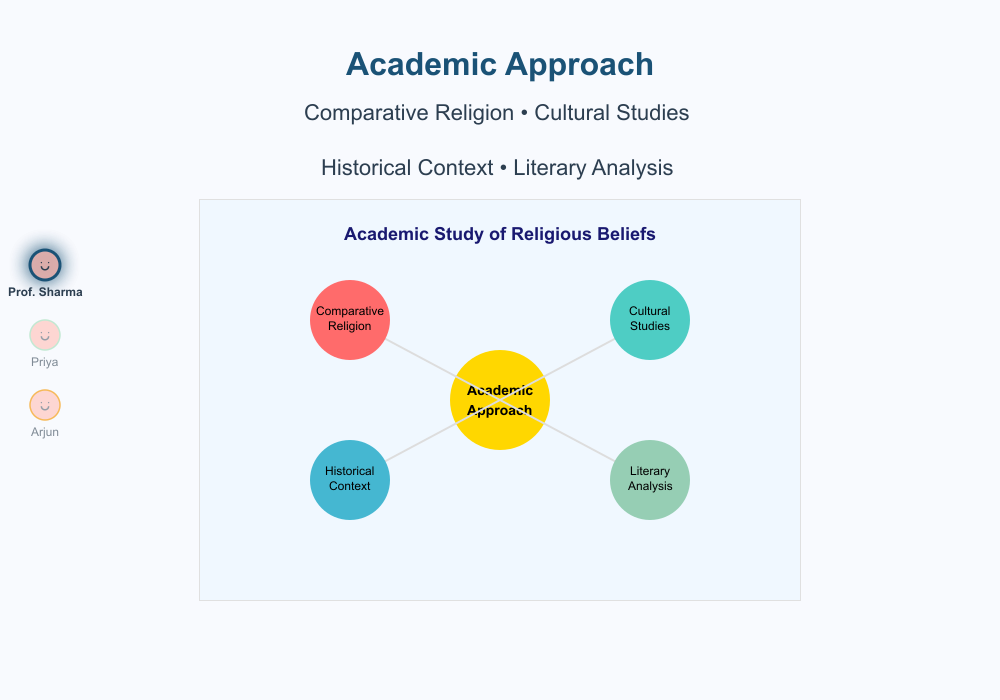 Academic Approach
Comparative Religion • Cultural Studies
Historical Context • Literary Analysis
Academic Study of Religious Beliefs
Prof. Sharma
Priya
Arjun
Comparative
Religion
Cultural
Studies
Academic
Approach
Historical
Context
Literary
Analysis